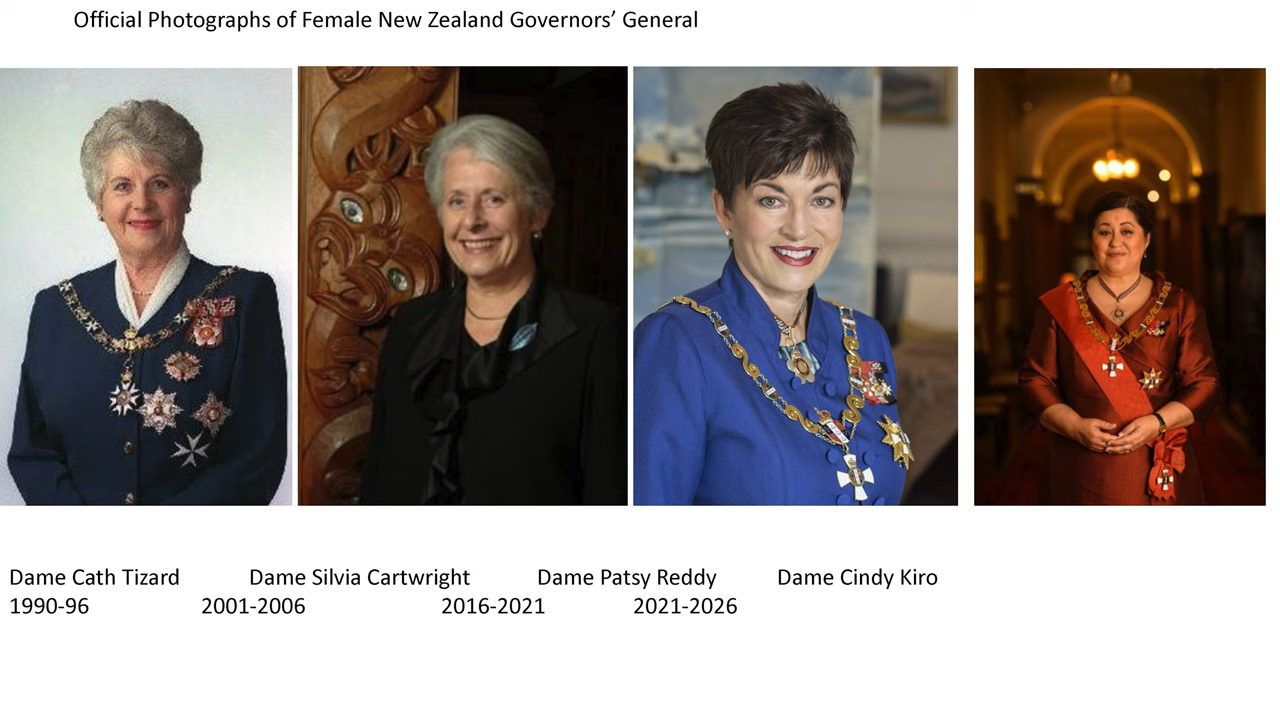 Official Photographs of Female New Zealand Governors’ General
Dame Cath Tizard Dame Silvia Cartwright Dame Patsy Reddy Dame Cindy Kiro
1990-96 2001-2006 2016-2021 2021-2026